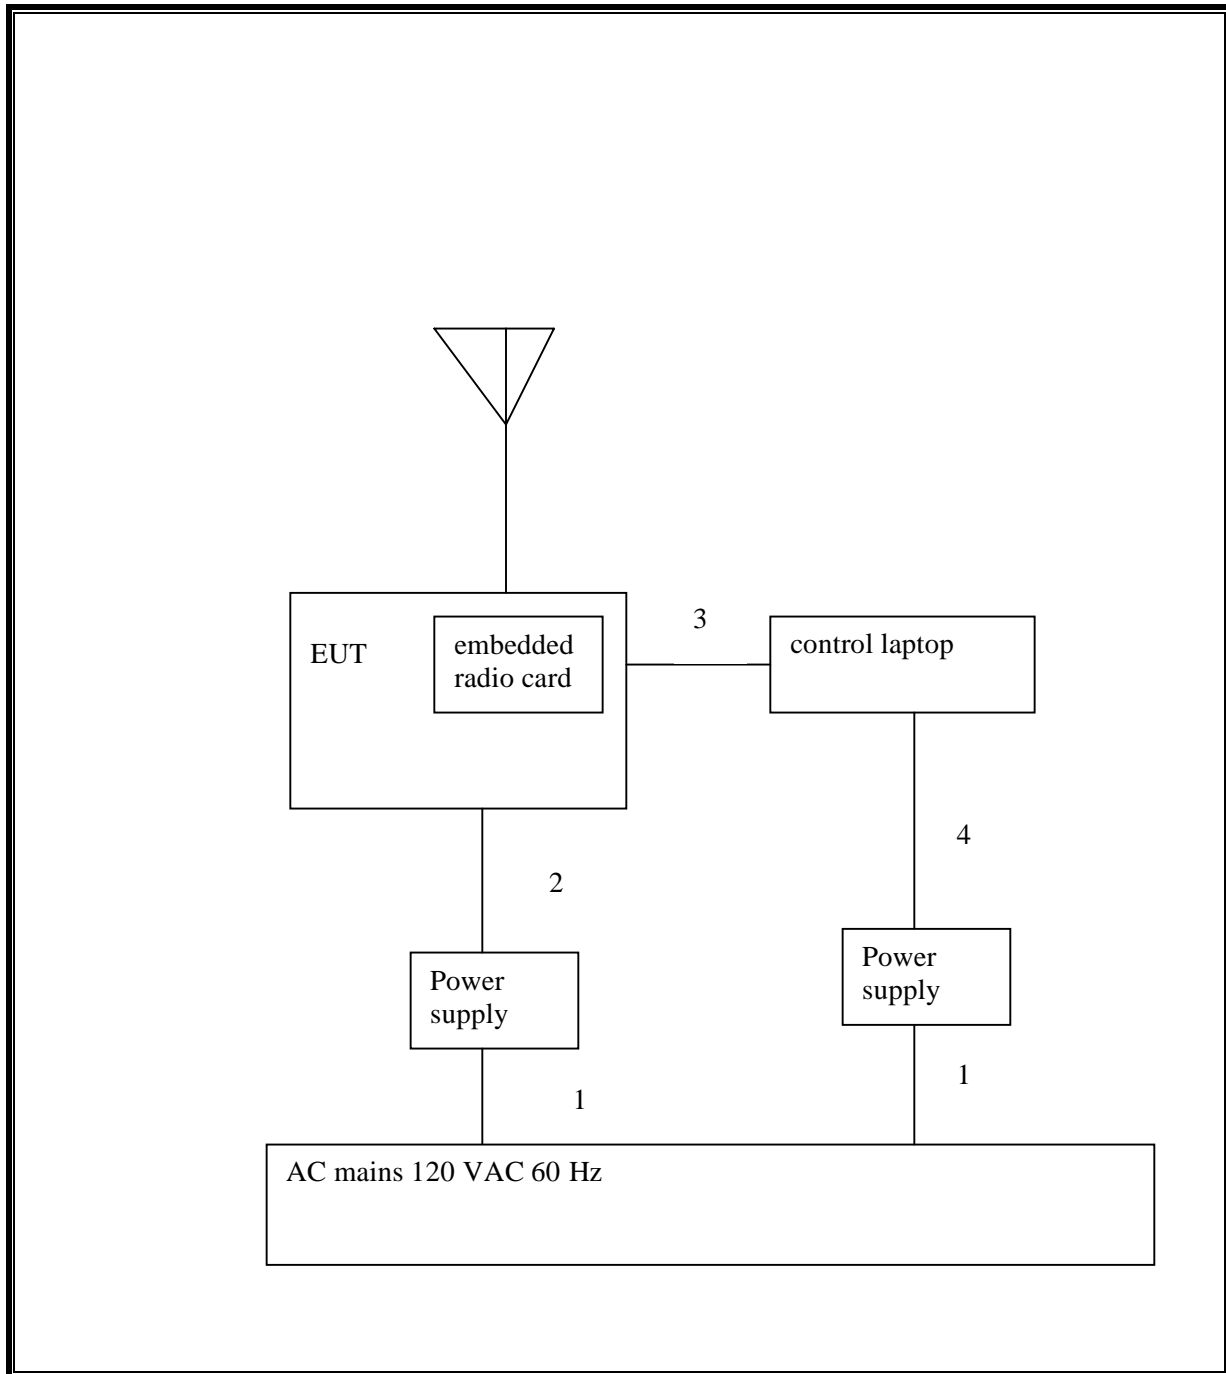 3
EUT
embedded
radio card
control laptop
4
2
Power
supply
Power
supply
1
1
AC mains 120 VAC 60 Hz